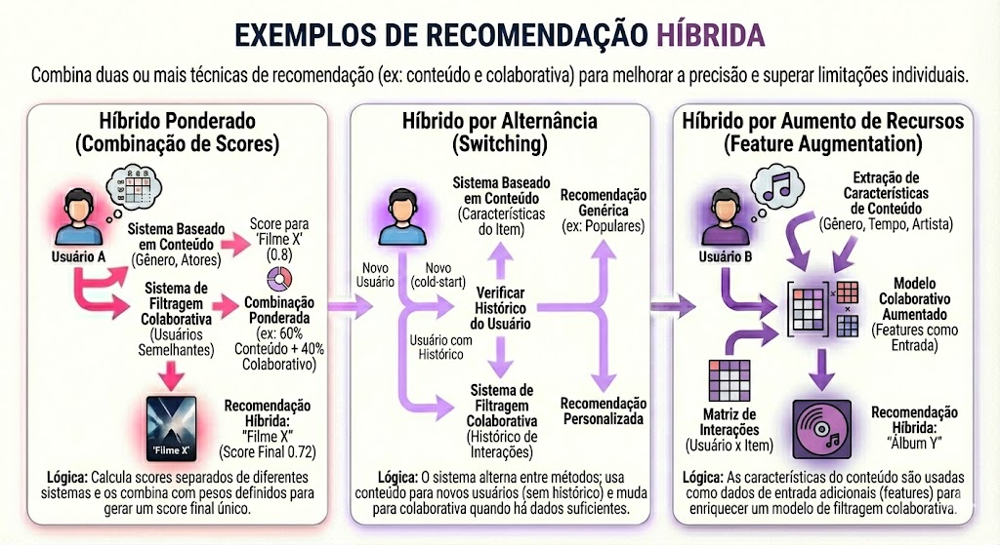 EXEMPLOS DE RECOMENDAÇÃO HÍBRIDA
Combina duas ou mais técnicas de recomendação (ex: conteúdo e colaborativa) para melhorar a precisão e superar limitações individuais.
Híbrido Ponderado
(Combinação de Scores)
Usuário A
Sistema Baseado
em Conteúdo
(Gênero, Atores)
Score para
'Filme X'
(0.8)
Sistema de
Filtragem
Colaborativa
(Usuários
Semelhantes)
Combinação
Ponderada
(ex: 60%
Conteúdo + 40%
Colaborativo)
'Filme X'
Recomendação
Híbrida:
"Filme X"
(Score Final 0.72)
Lógica: Calcula scores separados de diferentes
sistemas e os combina com pesos definidos para
gerar um score final único.
Híbrido por Alternância
(Switching)
Sistema Baseado
em Conteúdo
(Características
do Item)
Recomendação
Genérica
(ex: Populares)
Novo
Usuário
Novo
(cold-start)
Verificar
Histórico
do Usuário
Usuário com
Histórico
Sistema de
Filtragem
Colaborativa
(Histórico de
Interações)
Recomendação
Personalizada
Lógica: O sistema alterna entre métodos; usa
conteúdo para novos usuários (sem histórico) e muda
para colaborativa quando há dados suficientes.
Híbrido por Aumento de Recursos
(Feature Augmentation)
Usuário B
Extração de
Características
de Conteúdo
(Gênero, Tempo, Artista)
Modelo
Colaborativo
Aumentado
(Features como
Entrada)
Matriz de
Interações
(Usuário x Item)
Recomendação
Híbrida:
"Álbum Y"
Lógica: As características do conteúdo são usadas
como dados de entrada adicionais (features) para
enriquecer um modelo de filtragem colaborativa.